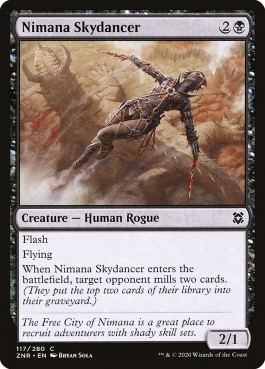 Nimana Skydancer 2
Creature — Human Rogue
Flash
Flying
When Nimana Skydancer enters the
battlefield, target opponent mills two cards.
(They put the top two cards of their library into
their graveyard.)
The Free City of Nimana is a great place to
recruit adventurers with shady skill sets.
2/1
117/280 C
ZNR • EN BRYAN SOLA
™ & © 2020 Wizards of the Coast